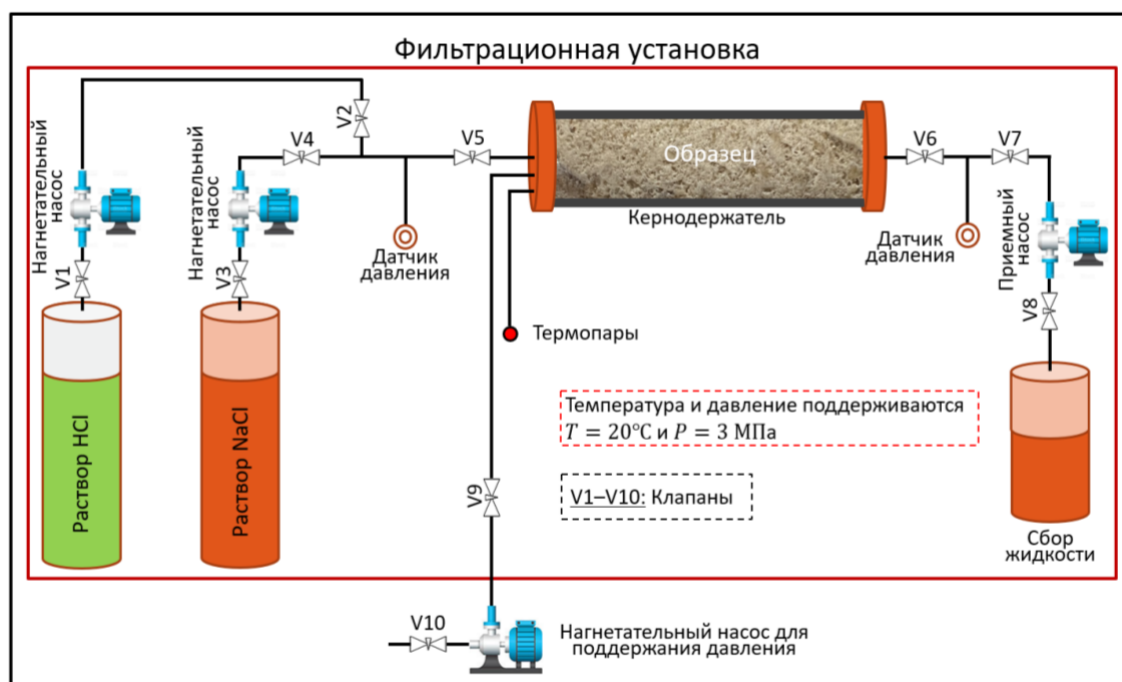 Фильтрационная установка
Нагнетательный
насос
V1
V2
Нагнетательный
насос
V3
V4
V5
Образец
Кернодержатель
V6
V7
Датчик
давления
Датчик
давления
Приемный
насос
V8
Термопары
Температура и давление поддерживаются
T = 20℃ и P = 3 МПа
V1–V10: Клапаны
Раствор HCl
Раствор NaCl
V9
Сбор
жидкости
V10
Нагнетательный насос для
поддержания давления